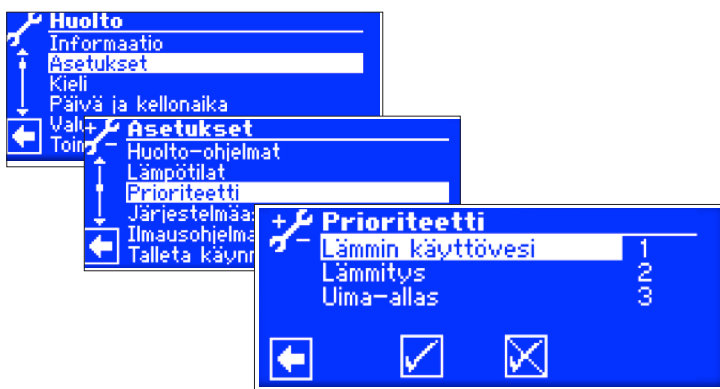 Huolto
Informaatio
Asetukset
Kieli
Päivä ja kellonaika
Asetukset
Huolto-ohjelmat
Lämpötilat
Prioriteetti
Prioriteetti
Lämmin käyttövesi 1
Lämmitys 2
Uima-allas 3
Talleta